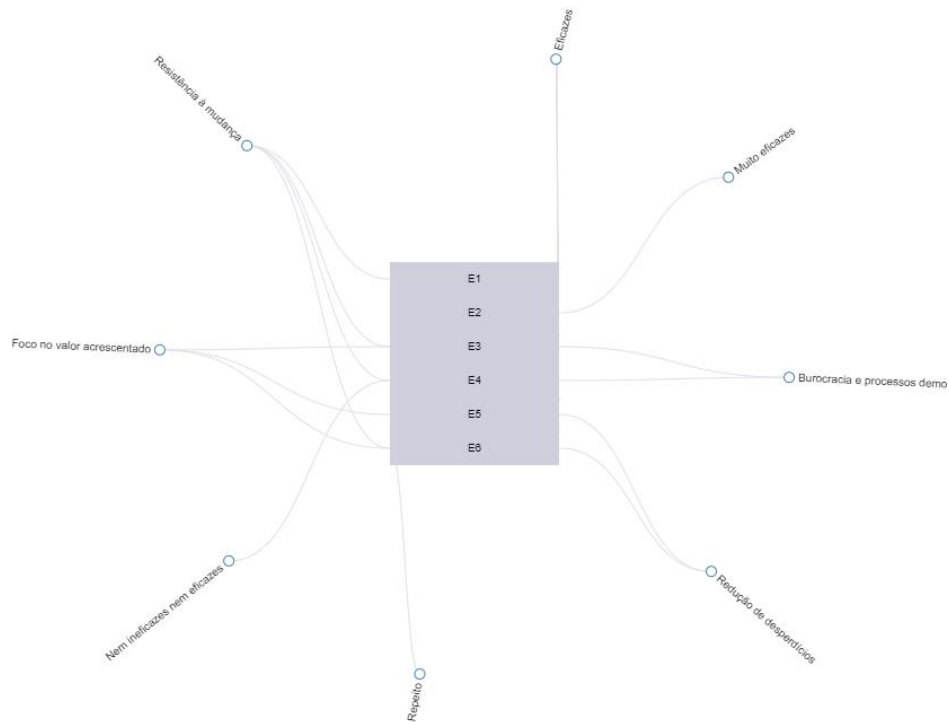 Eficazes
Resistência à mudança
Muito eficazes
E1
E2
E3
Foco no valor acrescentado
E4
Burocracia e processos demo
E5
E6
Nem ineficazes nem eficazes
Redução de desperdícios
Repeito